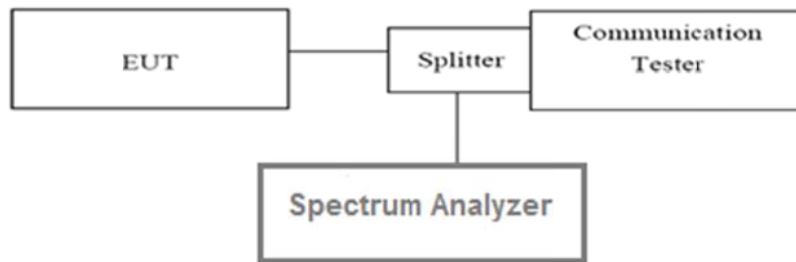 EUT
Splitter
Communication
Tester
Spectrum Analyzer